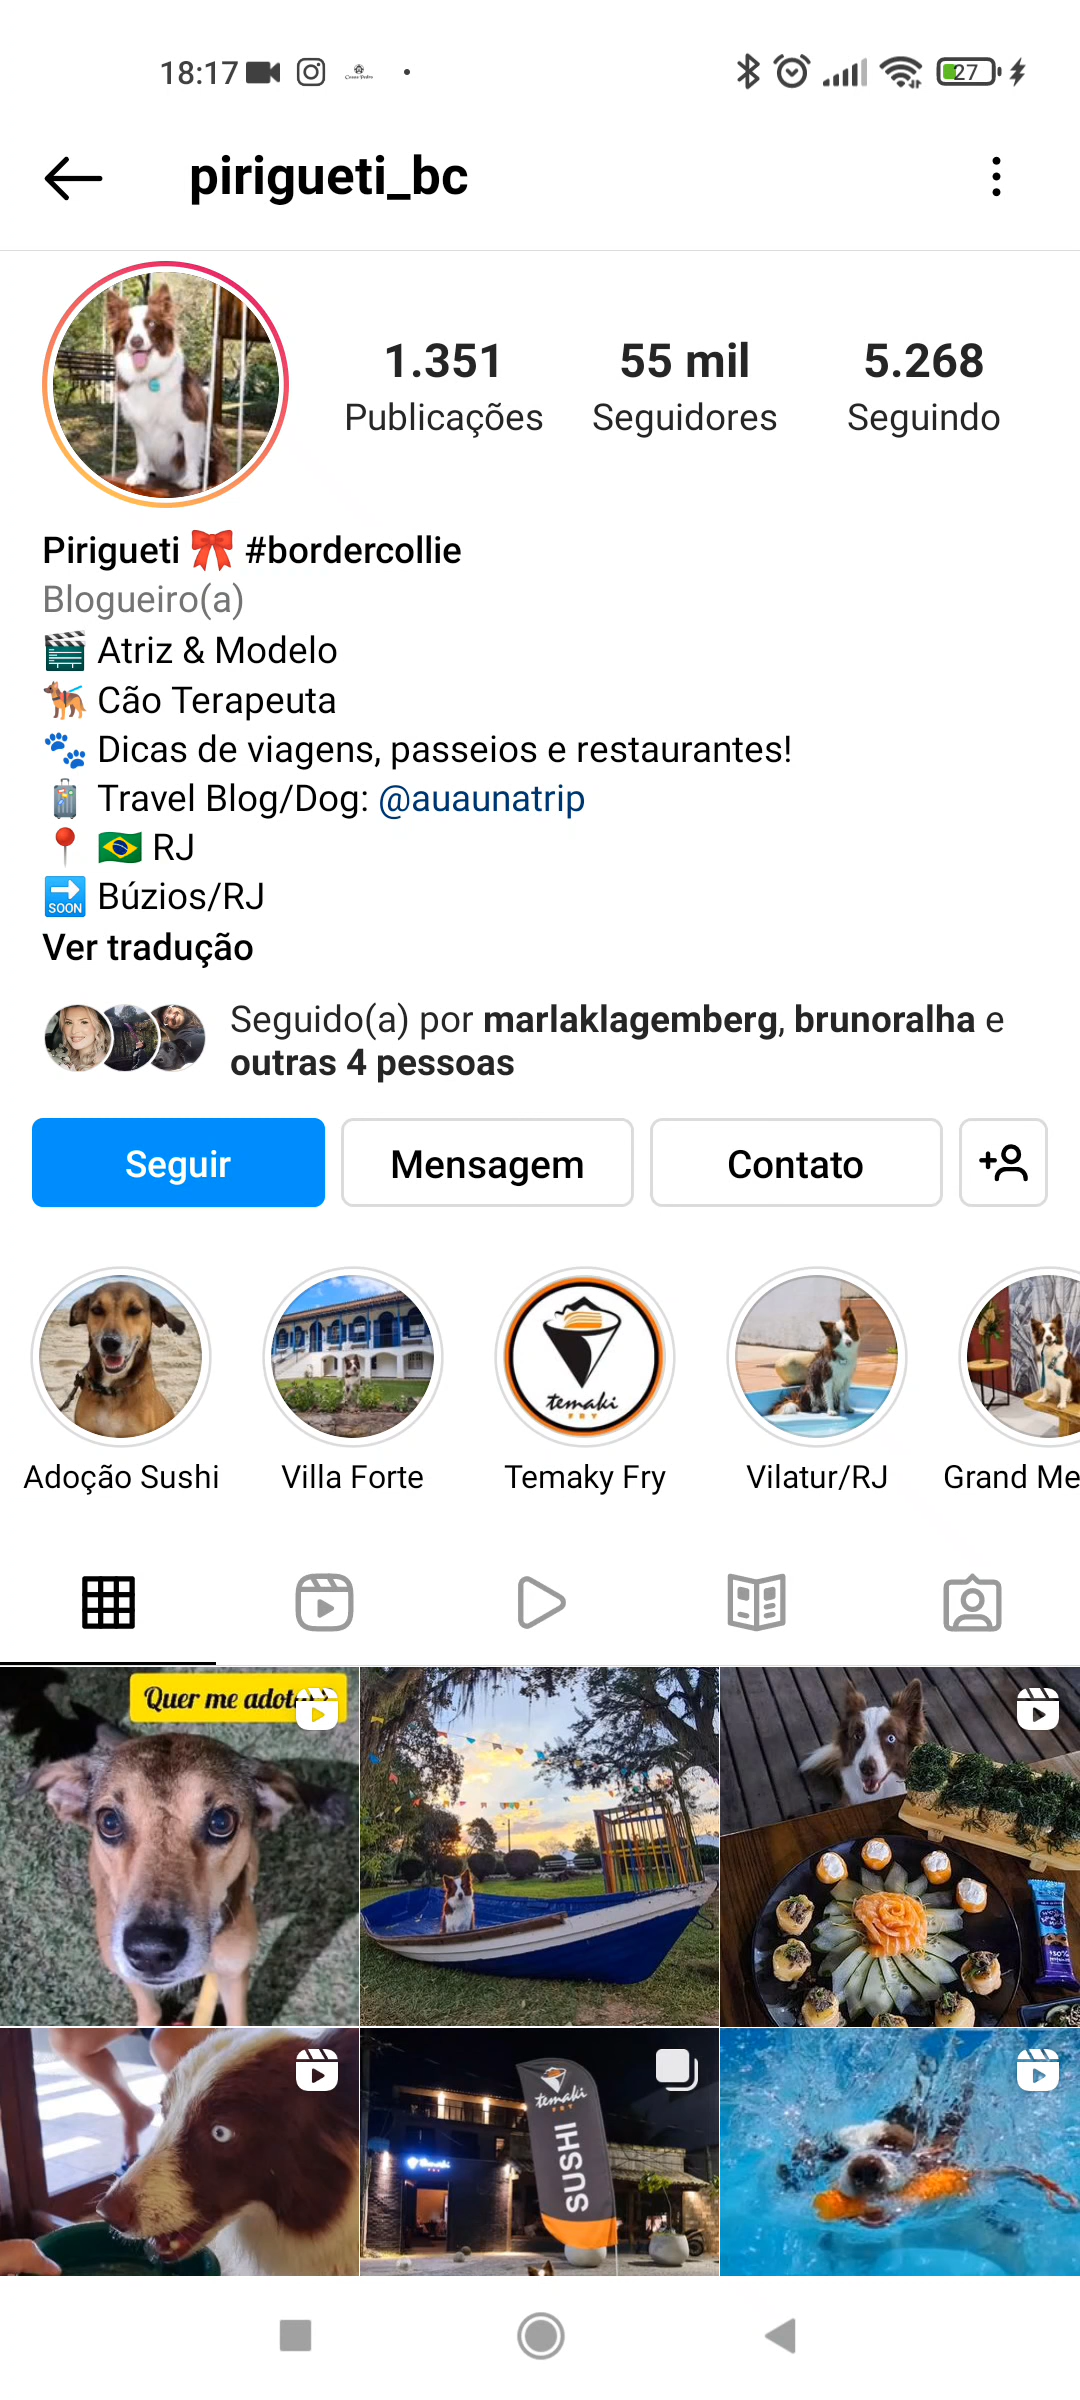 18:17
27
pirigueti_bc
1.351
55 mil
5.268
Publicações
Seguidores
Seguindo
Pirigueti 🎀 #bordercollie
Blogueiro(a)
🎬 Atriz & Modelo
🐕‍🦺 Cão Terapeuta
🐾 Dicas de viagens, passeios e restaurantes!
🧳 Travel Blog/Dog: @auaunatrip
📍 🇧🇷 RJ
🔜 Búzios/RJ
Ver tradução
Seguido(a) por marlaklagemberg, brunoralha e
outras 4 pessoas
Seguir
Mensagem
Contato
temaki
FRY
Adoção Sushi
Villa Forte
Temaky Fry
Vilatur/RJ
Grand Me
Quer me adot
temaki
SUSHI